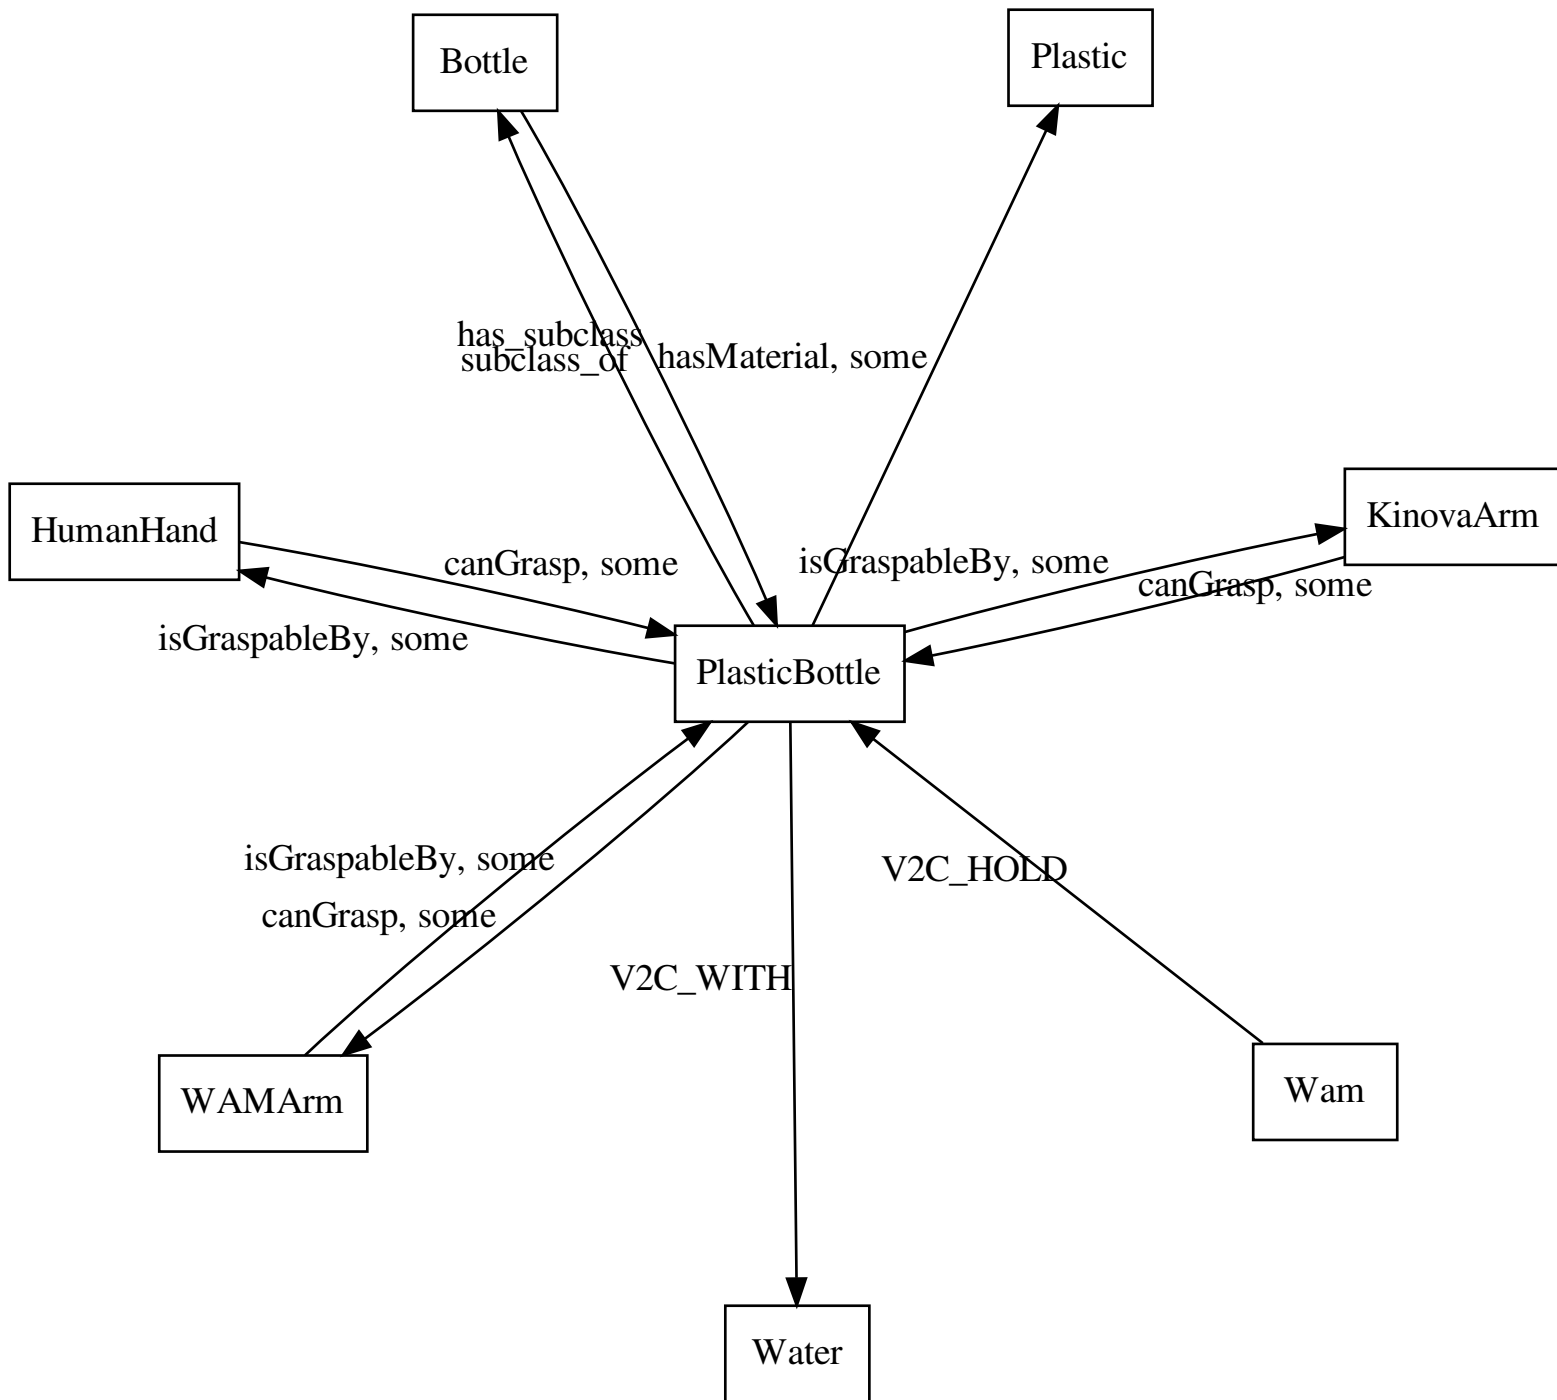 Bottle
Plastic
has_subclass
subclass_of
hasMaterial, some
HumanHand
KinovaArm
canGrasp, some
isGraspableBy, some
canGrasp, some
isGraspableBy, some
PlasticBottle
isGraspableBy, some
canGrasp, some
V2C_HOLD
V2C_WITH
WAMArm
Wam
Water